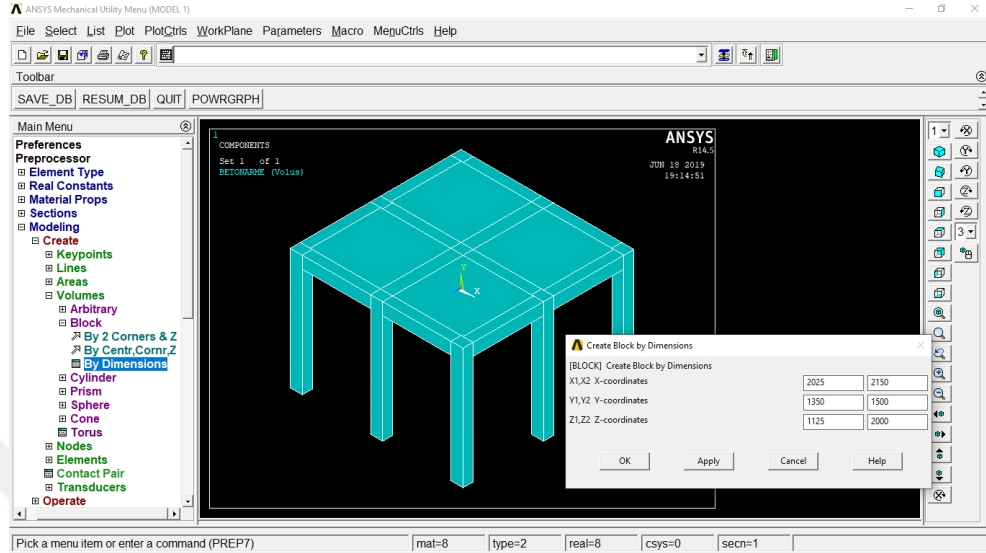 ANSYS Mechanical Utility Menu (MODEL 1)
File Select List Plot PlotCtrls WorkPlane Parameters Macro MenuCtrls Help
Toolbar
SAVE_DB RESUM_DB QUIT POWRGRPH
Main Menu
Preferences
Preprocessor
Element Type
Real Constants
Material Props
Sections
Modeling
Create
Keypoints
Lines
Areas
Volumes
Arbitrary
Block
By 2 Corners & Z
By Centr,Cornr,Z
By Dimensions
Cylinder
Prism
Sphere
Cone
Torus
Nodes
Elements
Contact Pair
Transducers
Operate
1
COMPONENTS
Set 1 of 1
BETONARME (Volus)
ANSYS
R14.5
JUN 18 2019
19:14:51
Y
X
1
3
Create Block by Dimensions
[BLOCK] Create Block by Dimensions
X1,X2 X-coordinates 2025 2150
Y1,Y2 Y-coordinates 1350 1500
Z1,Z2 Z-coordinates 1125 2000
OK Apply Cancel Help
Pick a menu item or enter a command (PREP7) mat=8 type=2 real=8 csys=0 secn=1